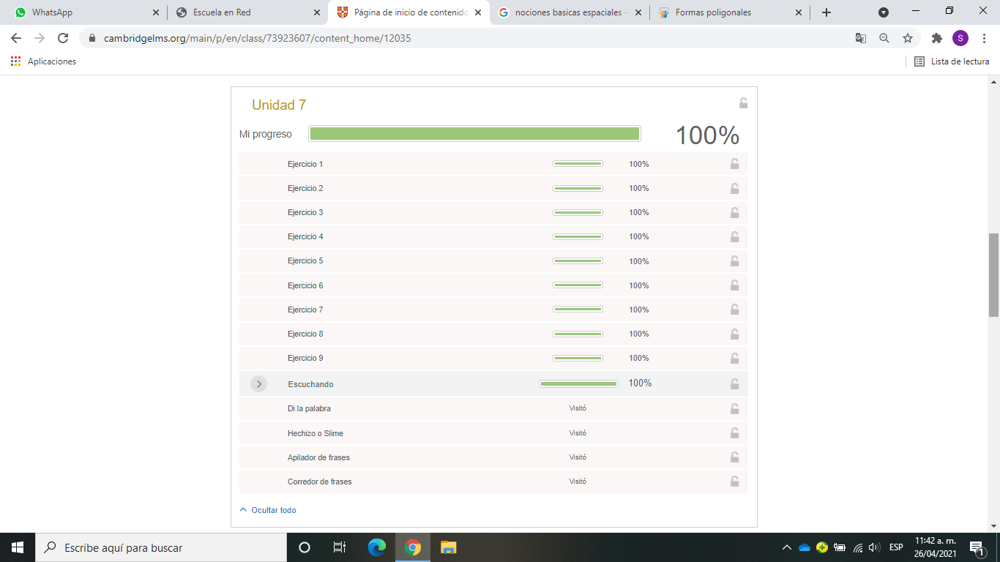 WhatsApp
Escuela en Red
Página de inicio de contenido
nociones basicas espaciales -
Formas poligonales
cambridgelms.org/main/p/en/class/73923607/content_home/12035
S
Aplicaciones
Lista de lectura
Unidad 7
Mi progreso 100%
Ejercicio 1 100%
Ejercicio 2 100%
Ejercicio 3 100%
Ejercicio 4 100%
Ejercicio 5 100%
Ejercicio 6 100%
Ejercicio 7 100%
Ejercicio 8 100%
Ejercicio 9 100%
Escuchando 100%
Di la palabra Visitó
Hechizo o Slime Visitó
Apilador de frases Visitó
Corredor de frases Visitó
Ocultar todo
Escribe aquí para buscar
ESP
11:42 a. m.
26/04/2021
1